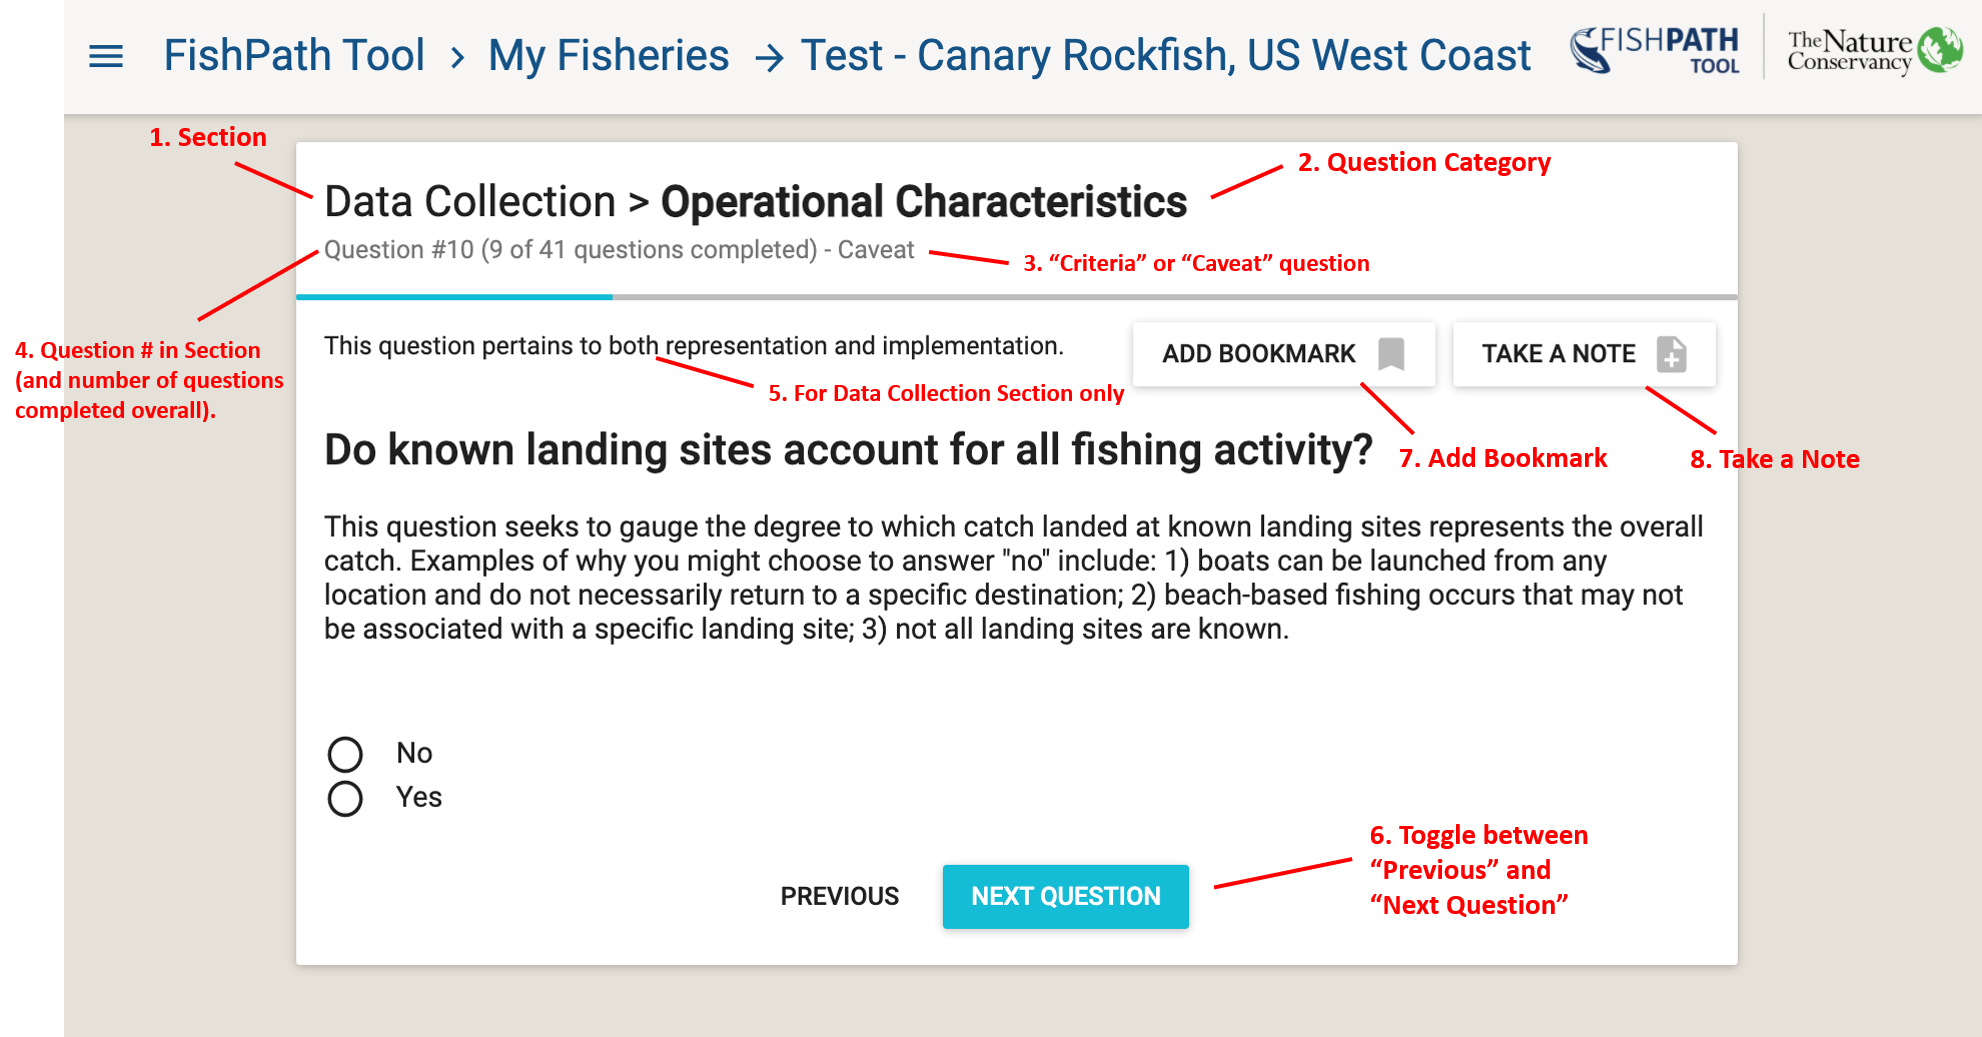 FishPath Tool > My Fisheries → Test - Canary Rockfish, US West Coast
FISHPATH
TOOL
The Nature
Conservancy
1. Section
2. Question Category
Data Collection > Operational Characteristics
Question #10 (9 of 41 questions completed) - Caveat
3. “Criteria” or “Caveat” question
4. Question # in Section
(and number of questions
completed overall).
This question pertains to both representation and implementation.
ADD BOOKMARK
TAKE A NOTE
5. For Data Collection Section only
Do known landing sites account for all fishing activity?
7. Add Bookmark
8. Take a Note
This question seeks to gauge the degree to which catch landed at known landing sites represents the overall
catch. Examples of why you might choose to answer "no" include: 1) boats can be launched from any
location and do not necessarily return to a specific destination; 2) beach-based fishing occurs that may not
be associated with a specific landing site; 3) not all landing sites are known.
No
Yes
6. Toggle between
“Previous” and
“Next Question”
PREVIOUS
NEXT QUESTION